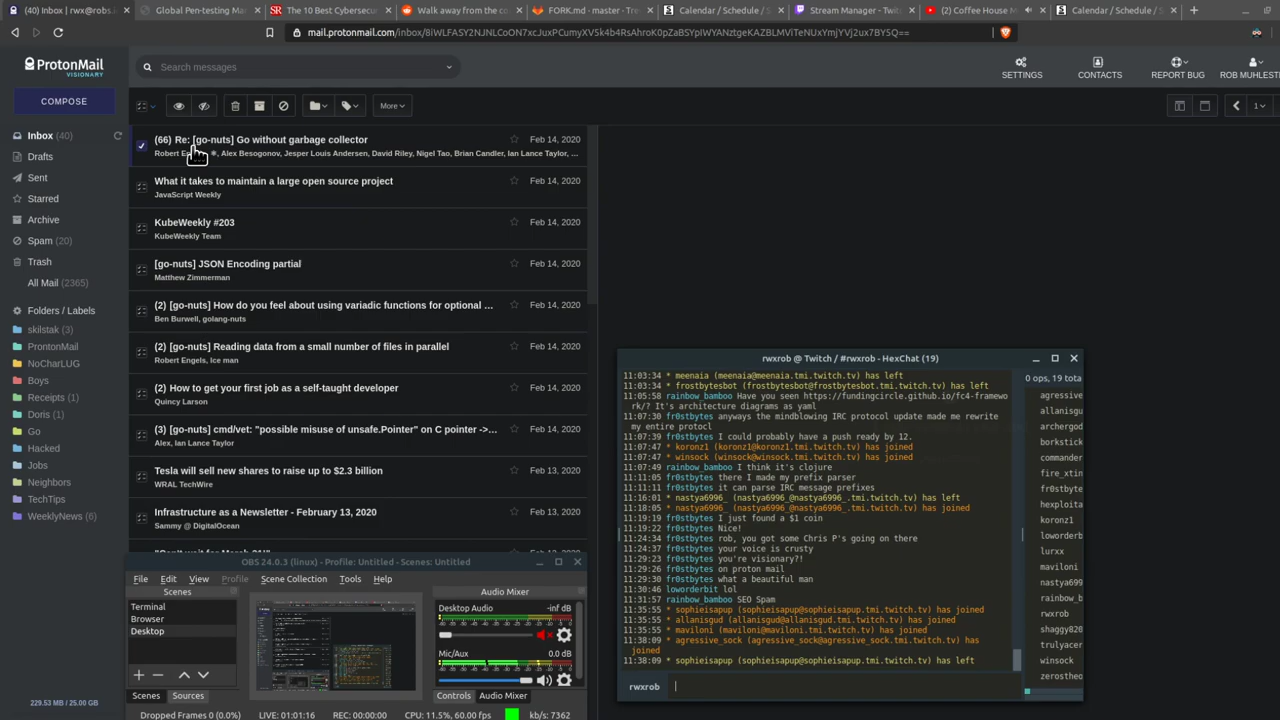 (40) Inbox | rwx@robs.
Global Pen-testing Ma
The 10 Best Cybersecur
Walk away from the co
FORK.md · master · Tre
Calendar / Schedule / S
Stream Manager - Twitc
(2) Coffee House M
Calendar / Schedule / S
mail.protonmail.com/inbox/8iWLFASY2NJNLCoON7xcJuxPCumyXV5k4b4RsAhroK0pZaBSYpIWYANztgeKAZBLMViTeNUxYmjYVj2ux7BYSQ==
ProtonMail
VISIONARY
Search messages
SETTINGS
CONTACTS
REPORT BUG
ROB MUHLEST
COMPOSE
More
1
Inbox (40)
Drafts
Sent
Starred
Archive
Spam (20)
Trash
All Mail (2365)
Folders / Labels
skilstak (3)
ProntonMail
NoCharLUG
Boys
Receipts (1)
Doris (1)
Go
Hacked
Jobs
Neighbors
TechTips
WeeklyNews (6)
229.53 MB / 25.00 GB
(66) Re: [go-nuts] Go without garbage collector
Feb 14, 2020
Robert, Alex Besogonov, Jesper Louis Andersen, David Riley, Nigel Tao, Brian Candler, Ian Lance Taylor, ...
What it takes to maintain a large open source project
Feb 14, 2020
JavaScript Weekly
KubeWeekly #203
Feb 14, 2020
KubeWeekly Team
[go-nuts] JSON Encoding partial
Feb 14, 2020
Matthew Zimmerman
(2) [go-nuts] How do you feel about using variadic functions for optional ...
Feb 14, 2020
Ben Burwell, golang-nuts
(2) [go-nuts] Reading data from a small number of files in parallel
Feb 14, 2020
Robert Engels, Ice man
(2) How to get your first job as a self-taught developer
Feb 14, 2020
Quincy Larson
(3) [go-nuts] cmd/vet: "possible misuse of unsafe.Pointer" on C pointer ->...
Feb 14, 2020
Alex, Ian Lance Taylor
Tesla will sell new shares to raise up to $2.3 billion
Feb 13, 2020
WRAL TechWire
Infrastructure as a Newsletter - February 13, 2020
Feb 13, 2020
Sammy @ DigitalOcean
OBS 24.0.3 (linux) - Profile: Untitled - Scenes: Untitled
File Edit View Profile Scene Collection Tools Help
Scenes
Terminal
Browser
Desktop
Scenes
Sources
Audio Mixer
Desktop Audio
-inf dB
Mic/Aux
0.0 dB
Controls
Audio Mixer
Dropped Frames 0 (0.0%)
LIVE: 01:01:16
REC: 00:00:00
CPU: 11.5%, 60.00 fps
kb/s: 7362
rwxrob @ Twitch / #rwxrob - HexChat (19)
11:03:34 * meenaia (meenaia@meenaia.tmi.twitch.tv) has left
11:03:34 * frostbytesbot (frostbytesbot@frostbytesbot.tmi.twitch.tv) has left
11:05:58 rainbow_bamboo Have you seen https://fundingcircle.github.io/fc4-framewo
rk/? It's architecture diagrams as yaml
11:07:30 fr0stbytes anyways the mindblowing IRC protocol update made me rewrite
my entire protocl
11:07:39 fr0stbytes I could probably have a push ready by 12.
11:07:47 * koronz1 (koronz1@koronz1.tmi.twitch.tv) has joined
11:07:47 * winsock (winsock@winsock.tmi.twitch.tv) has joined
11:07:49 rainbow_bamboo I think it's clojure
11:11:05 fr0stbytes there I made my prefix parser
11:11:11 fr0stbytes it can parse IRC message prefixes
11:16:01 * nastya6996_ (nastya6996_@nastya6996_.tmi.twitch.tv) has left
11:18:05 * nastya6996_ (nastya6996_@nastya6996_.tmi.twitch.tv) has joined
11:19:19 fr0stbytes I just found a $1 coin
11:19:22 fr0stbytes Nice!
11:24:34 fr0stbytes rob, you got some Chris P's going on there
11:24:37 fr0stbytes your voice is crusty
11:29:23 fr0stbytes you're visionary?!
11:29:26 fr0stbytes on proton mail
11:29:30 fr0stbytes what a beautiful man
11:30:46 loworderbit lol
11:31:57 rainbow_bamboo SEO Spam
11:35:55 * sophieisapup (sophieisapup@sophieisapup.tmi.twitch.tv) has joined
11:35:55 * allanisgud (allanisgud@allanisgud.tmi.twitch.tv) has joined
11:35:55 * maviloni (maviloni@maviloni.tmi.twitch.tv) has joined
11:38:09 * agressive_sock (agressive_sock@agressive_sock.tmi.twitch.tv) has
joined
11:38:09 * sophieisapup (sophieisapup@sophieisapup.tmi.twitch.tv) has left
rwxrob
0 ops, 19 tota
agressive
allanisgu
archergod
borkstick
commander
fire_xtin
fr0stbyte
hexploita
koronz1
loworderb
lurxx
maviloni
nastya699
rainbow_b
rwxrob
shaggy820
trulyacer
winsock
zerostheo